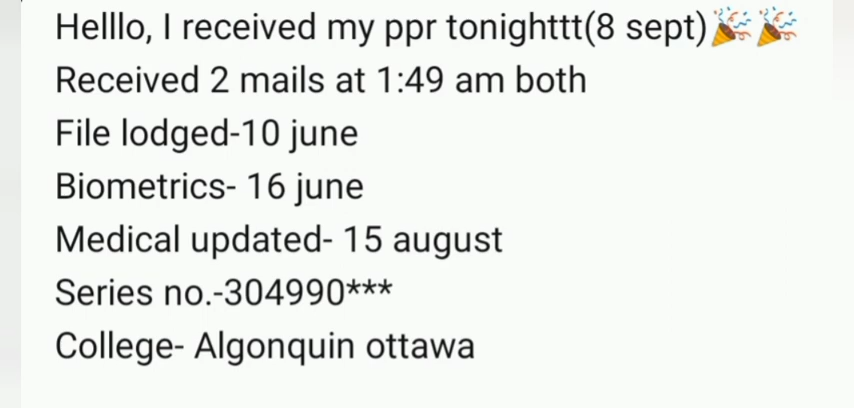 Helllo, I received my ppr tonighttt(8 sept)🎉🎉
Received 2 mails at 1:49 am both
File lodged-10 june
Biometrics- 16 june
Medical updated- 15 august
Series no.-304990***
College- Algonquin ottawa